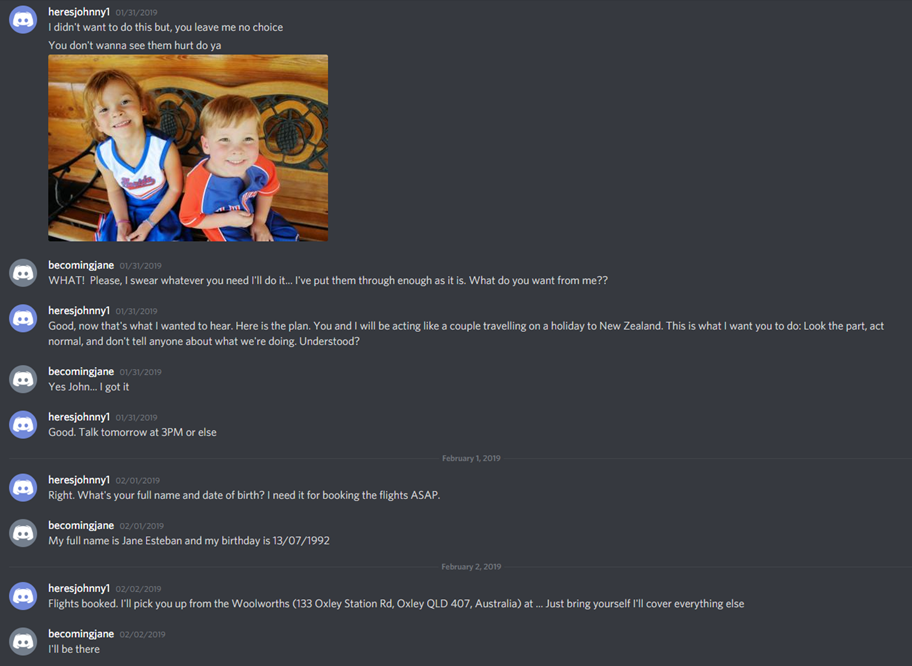 heresjohnny1 01/31/2019
I didn't want to do this but, you leave me no choice
You don't wanna see them hurt do ya
becomingjane 01/31/2019
WHAT! Please, I swear whatever you need I'll do it... I've put them through enough as it is. What do you want from me??
heresjohnny1 01/31/2019
Good, now that's what I wanted to hear. Here is the plan. You and I will be acting like a couple travelling on a holiday to New Zealand. This is what I want you to do: Look the part, act
normal, and don't tell anyone about what we're doing. Understood?
becomingjane 01/31/2019
Yes John... I got it
heresjohnny1 01/31/2019
Good. Talk tomorrow at 3PM or else
February 1, 2019
heresjohnny1 02/01/2019
Right. What's your full name and date of birth? I need it for booking the flights ASAP.
becomingjane 02/01/2019
My full name is Jane Esteban and my birthday is 13/07/1992
February 2, 2019
heresjohnny1 02/02/2019
Flights booked. I'll pick you up from the Woolworths (133 Oxley Station Rd, Oxley QLD 407, Australia) at ... Just bring yourself I'll cover everything else
becomingjane 02/02/2019
I'll be there